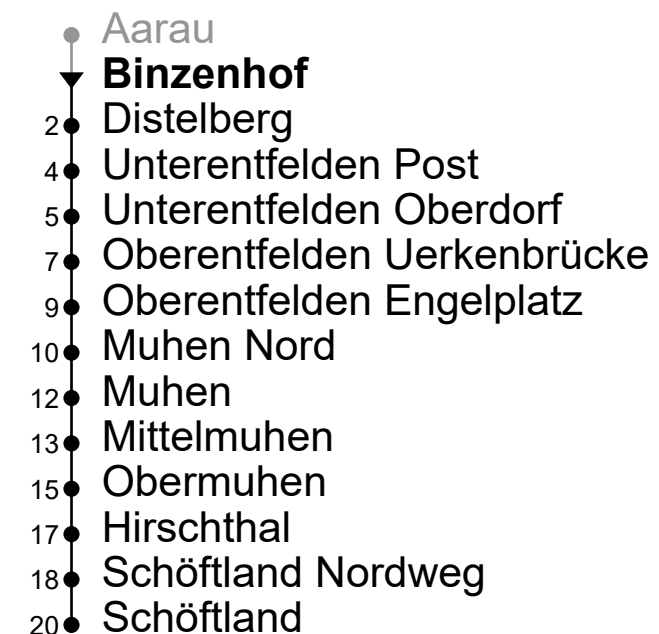 Aarau
Binzenhof
2 Distelberg
4 Unterentfelden Post
5 Unterentfelden Oberdorf
7 Oberentfelden Uerkenbrücke
9 Oberentfelden Engelplatz
10 Muhen Nord
12 Muhen
13 Mittelmuhen
15 Obermuhen
17 Hirschthal
18 Schöftland Nordweg
20 Schöftland